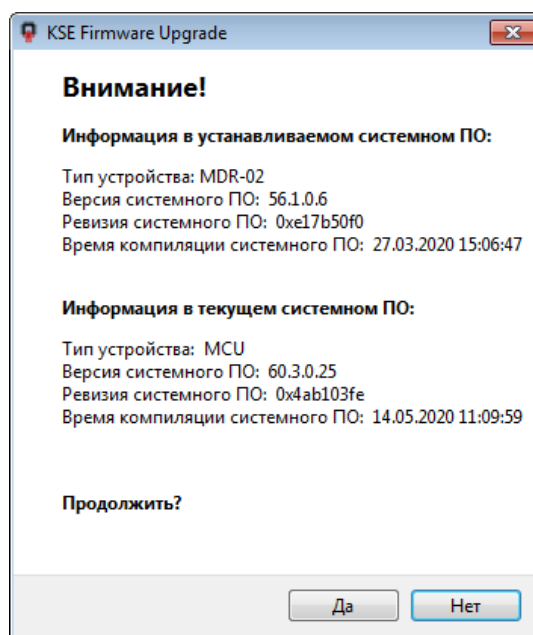 KSE Firmware Upgrade
Внимание!
Информация в устанавливаемом системном ПО:
Тип устройства: MDR-02
Версия системного ПО: 56.1.0.6
Ревизия системного ПО: 0xe17b50f0
Время компиляции системного ПО: 27.03.2020 15:06:47
Информация в текущем системном ПО:
Тип устройства: MCU
Версия системного ПО: 60.3.0.25
Ревизия системного ПО: 0x4ab103fe
Время компиляции системного ПО: 14.05.2020 11:09:59
Продолжить?
Да
Нет